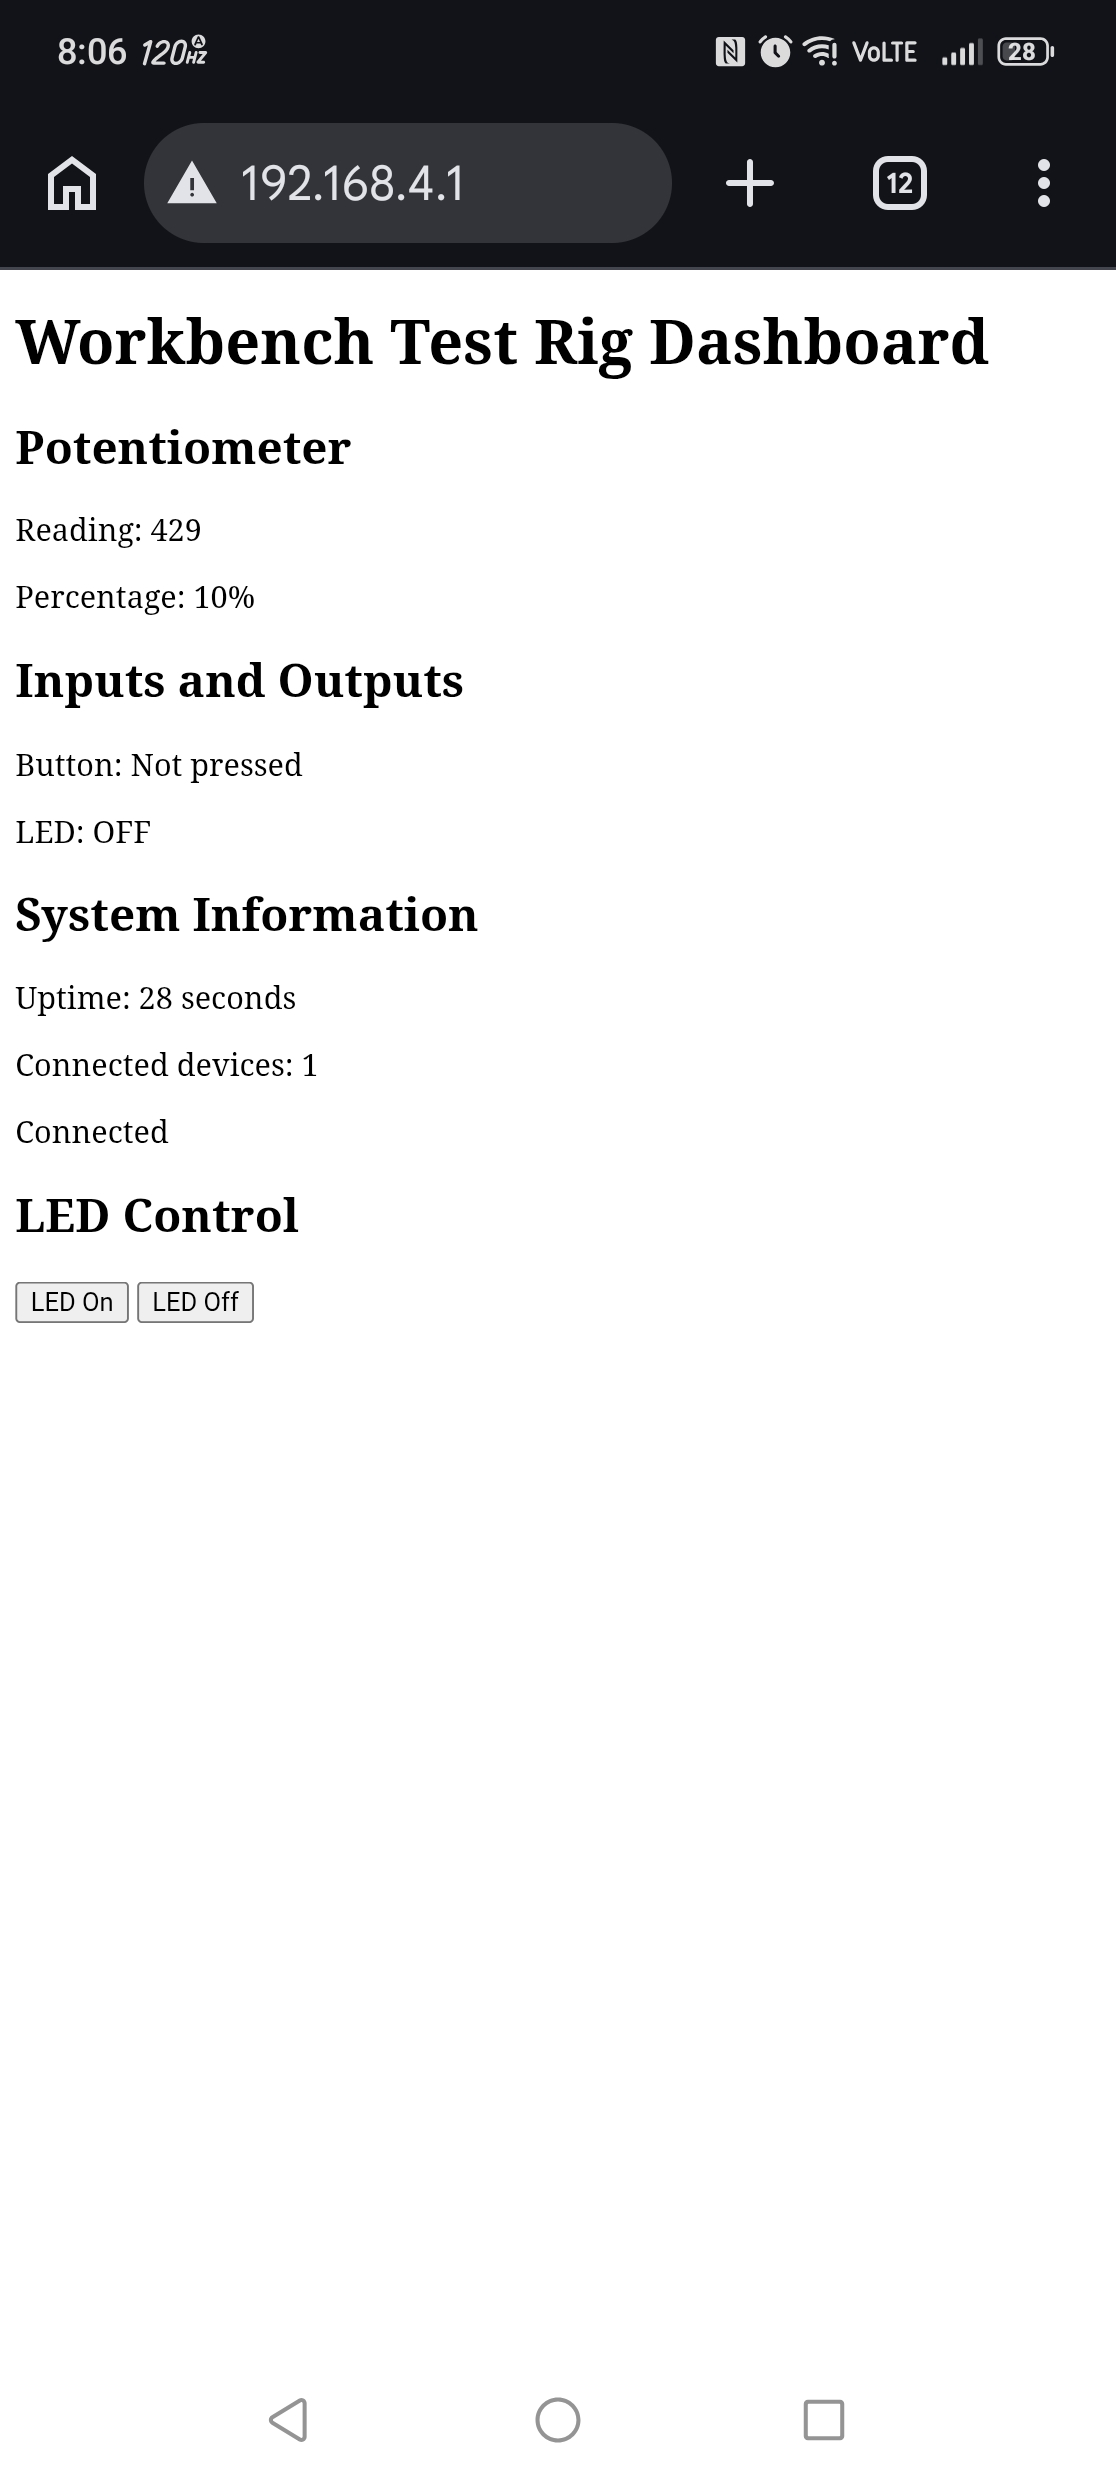 8:06 120HZ A VoLTE 28
192.168.4.1 12
Workbench Test Rig Dashboard
Potentiometer
Reading: 429
Percentage: 10%
Inputs and Outputs
Button: Not pressed
LED: OFF
System Information
Uptime: 28 seconds
Connected devices: 1
Connected
LED Control
LED On LED Off